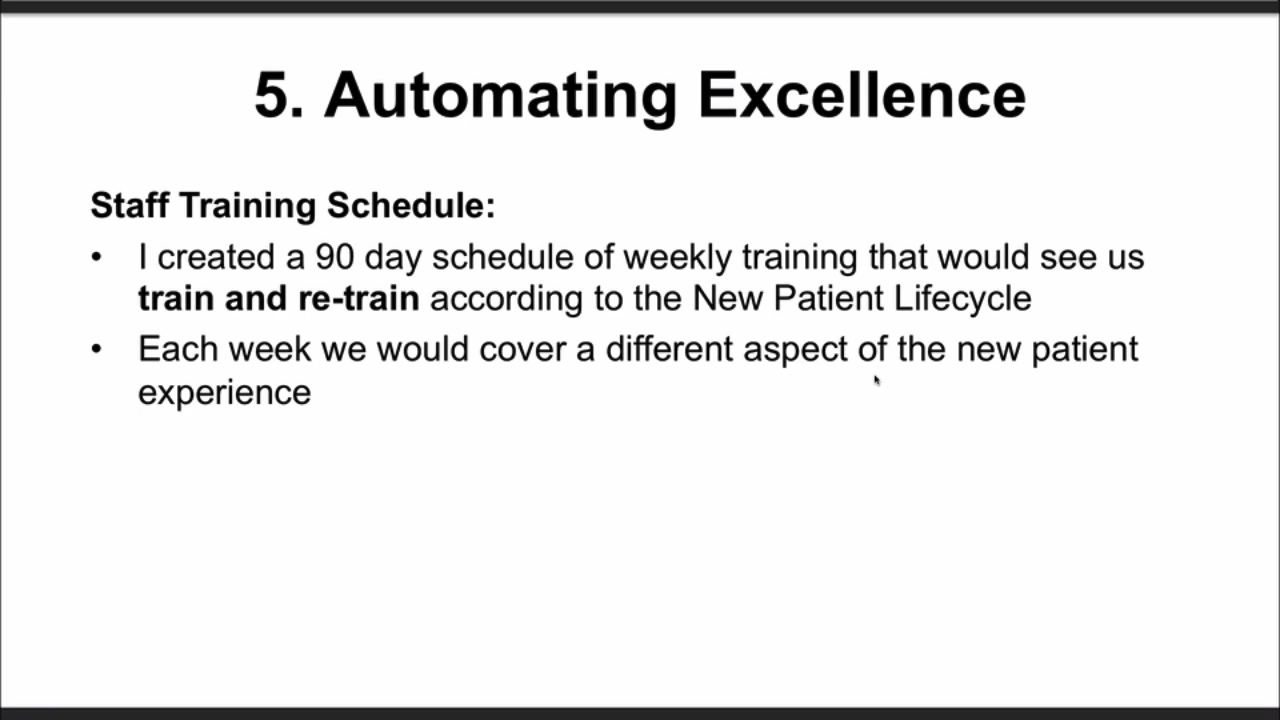 5. Automating Excellence
Staff Training Schedule:
• I created a 90 day schedule of weekly training that would see us
train and re-train according to the New Patient Lifecycle
• Each week we would cover a different aspect of the new patient
experience